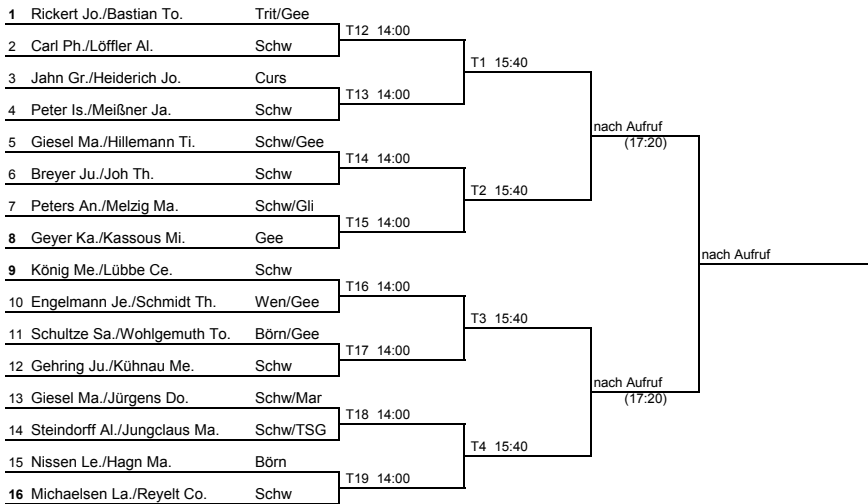 1 Rickert Jo./Bastian To. Trit/Gee
T12 14:00
2 Carl Ph./Löffler Al. Schw
T1 15:40
3 Jahn Gr./Heiderich Jo. Curs
T13 14:00
4 Peter Is./Meißner Ja. Schw
nach Aufruf
(17:20)
5 Giesel Ma./Hillemann Ti. Schw/Gee
T14 14:00
6 Breyer Ju./Joh Th. Schw
T2 15:40
7 Peters An./Melzig Ma. Schw/Gli
T15 14:00
8 Geyer Ka./Kassous Mi. Gee
nach Aufruf
9 König Me./Lübbe Ce. Schw
T16 14:00
10 Engelmann Je./Schmidt Th. Wen/Gee
T3 15:40
11 Schultze Sa./Wohlgemuth To. Börn/Gee
T17 14:00
12 Gehring Ju./Kühnau Me. Schw
nach Aufruf
(17:20)
13 Giesel Ma./Jürgens Do. Schw/Mar
T18 14:00
14 Steindorff Al./Jungclaus Ma. Schw/TSG
T4 15:40
15 Nissen Le./Hagn Ma. Börn
T19 14:00
16 Michaelsen La./Reyelt Co. Schw